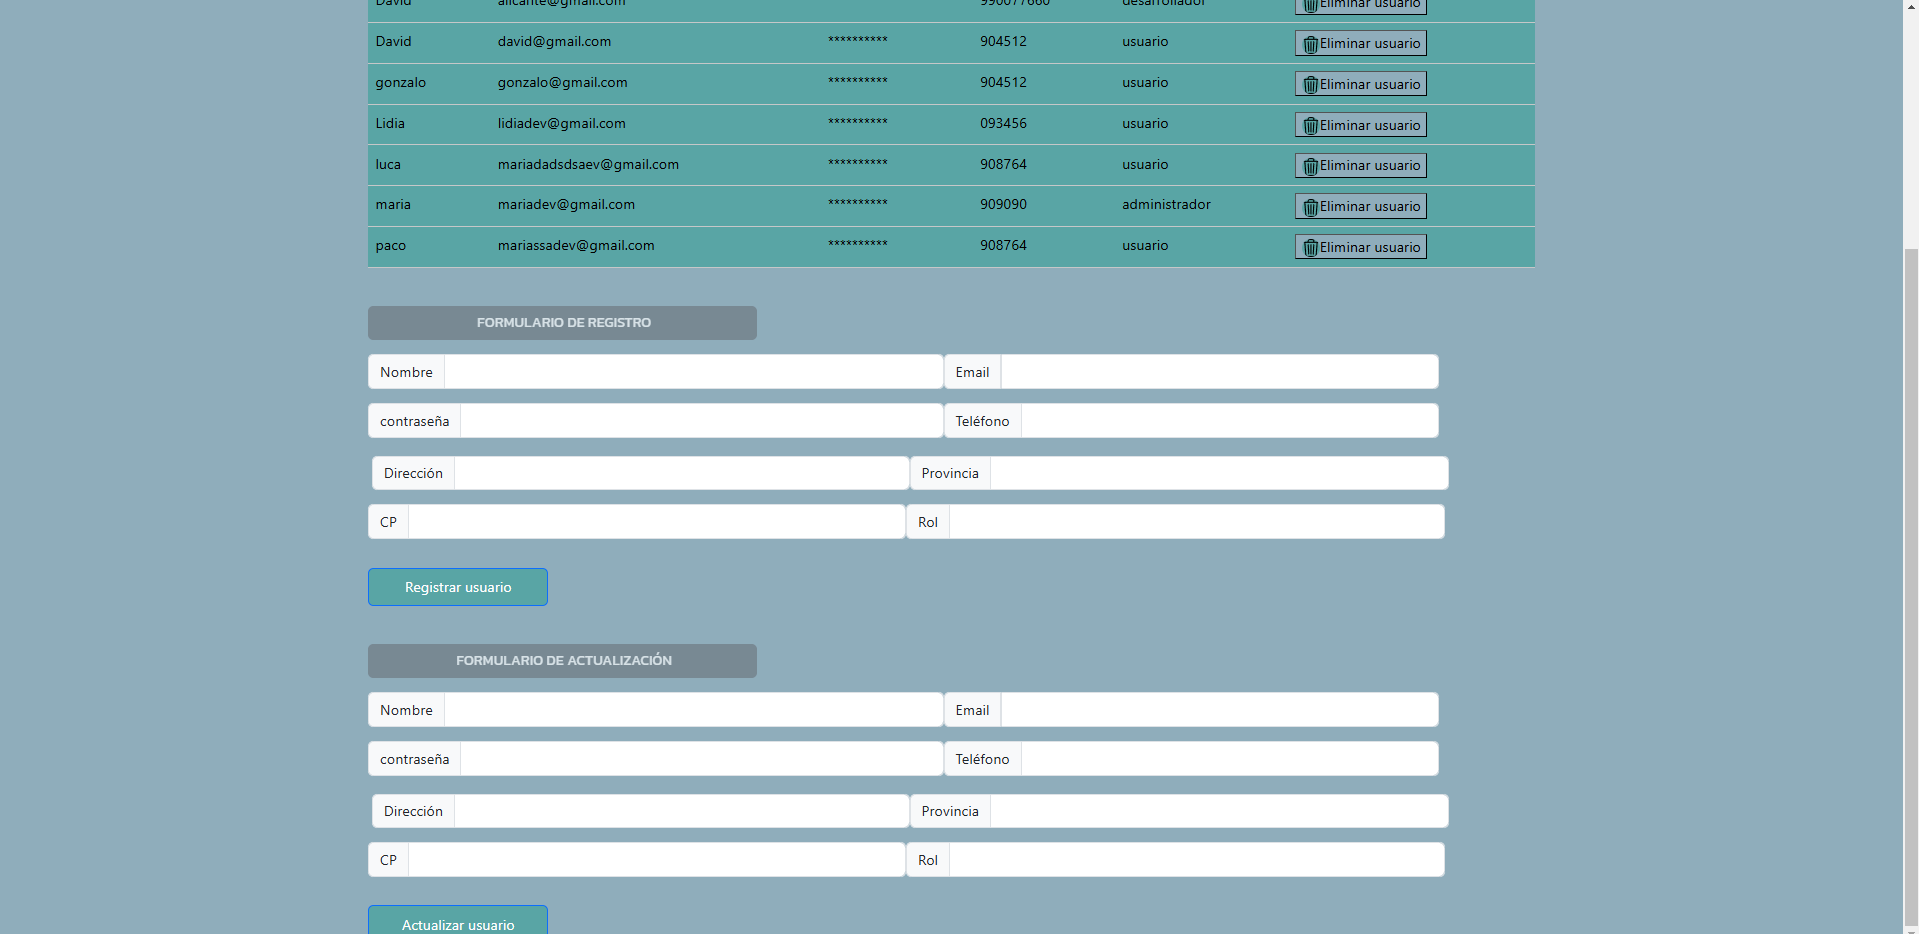 David alicante@gmail.com 990077660 desarrollador Eliminar usuario
David david@gmail.com ********** 904512 usuario Eliminar usuario
gonzalo gonzalo@gmail.com ********** 904512 usuario Eliminar usuario
Lidia lidiadev@gmail.com ********** 093456 usuario Eliminar usuario
luca mariadadsdsaev@gmail.com ********** 908764 usuario Eliminar usuario
maria mariadev@gmail.com ********** 909090 administrador Eliminar usuario
paco mariassadev@gmail.com ********** 908764 usuario Eliminar usuario
FORMULARIO DE REGISTRO
Nombre Email
contraseña Teléfono
Dirección Provincia
CP Rol
Registrar usuario
FORMULARIO DE ACTUALIZACIÓN
Nombre Email
contraseña Teléfono
Dirección Provincia
CP Rol
Actualizar usuario